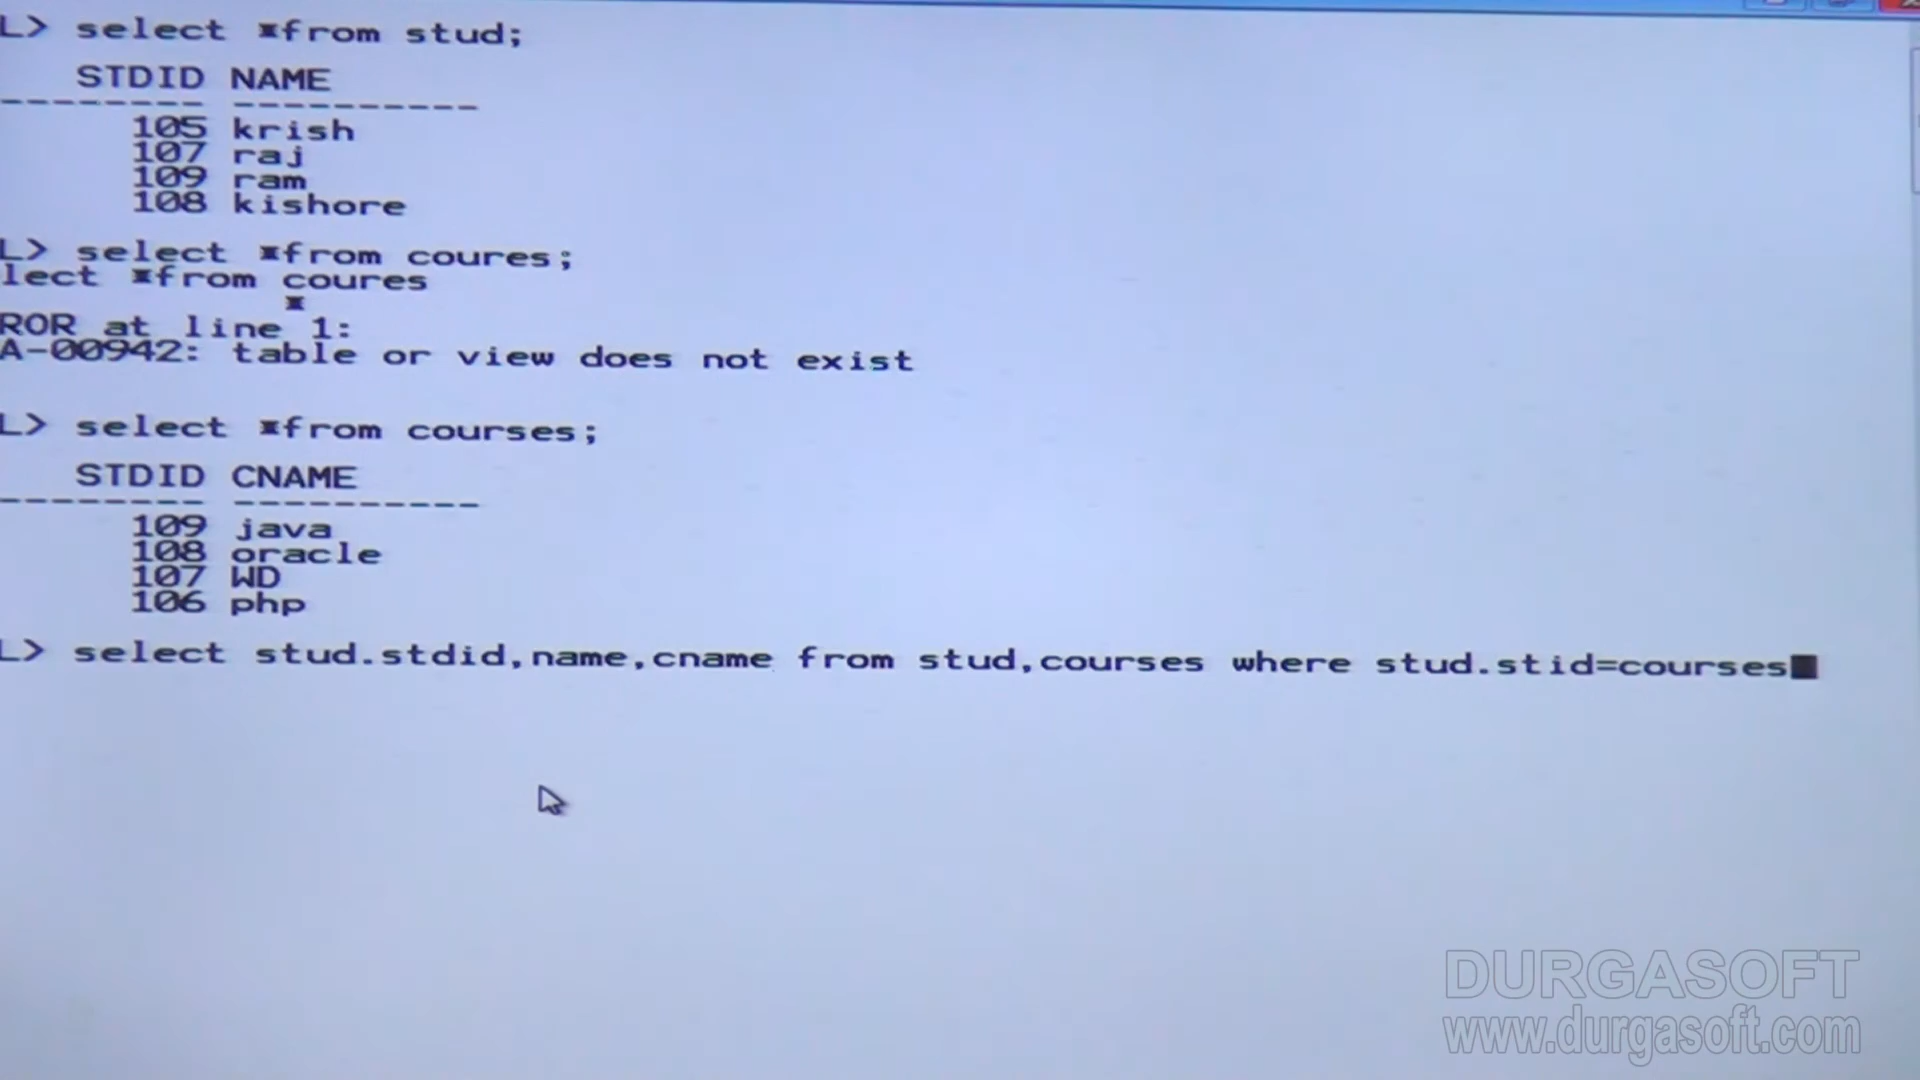 L> select *from stud;
STDID NAME
--------- ----------
105 krish
107 raj
109 ram
108 kishore
L> select *from coures;
lect *from coures
*
ROR at line 1:
A-00942: table or view does not exist
L> select *from courses;
STDID CNAME
--------- ----------
109 java
108 oracle
107 WD
106 php
L> select stud.stdid,name,cname from stud,courses where stud.stid=courses
DURGASOFT
www.durgasoft.com